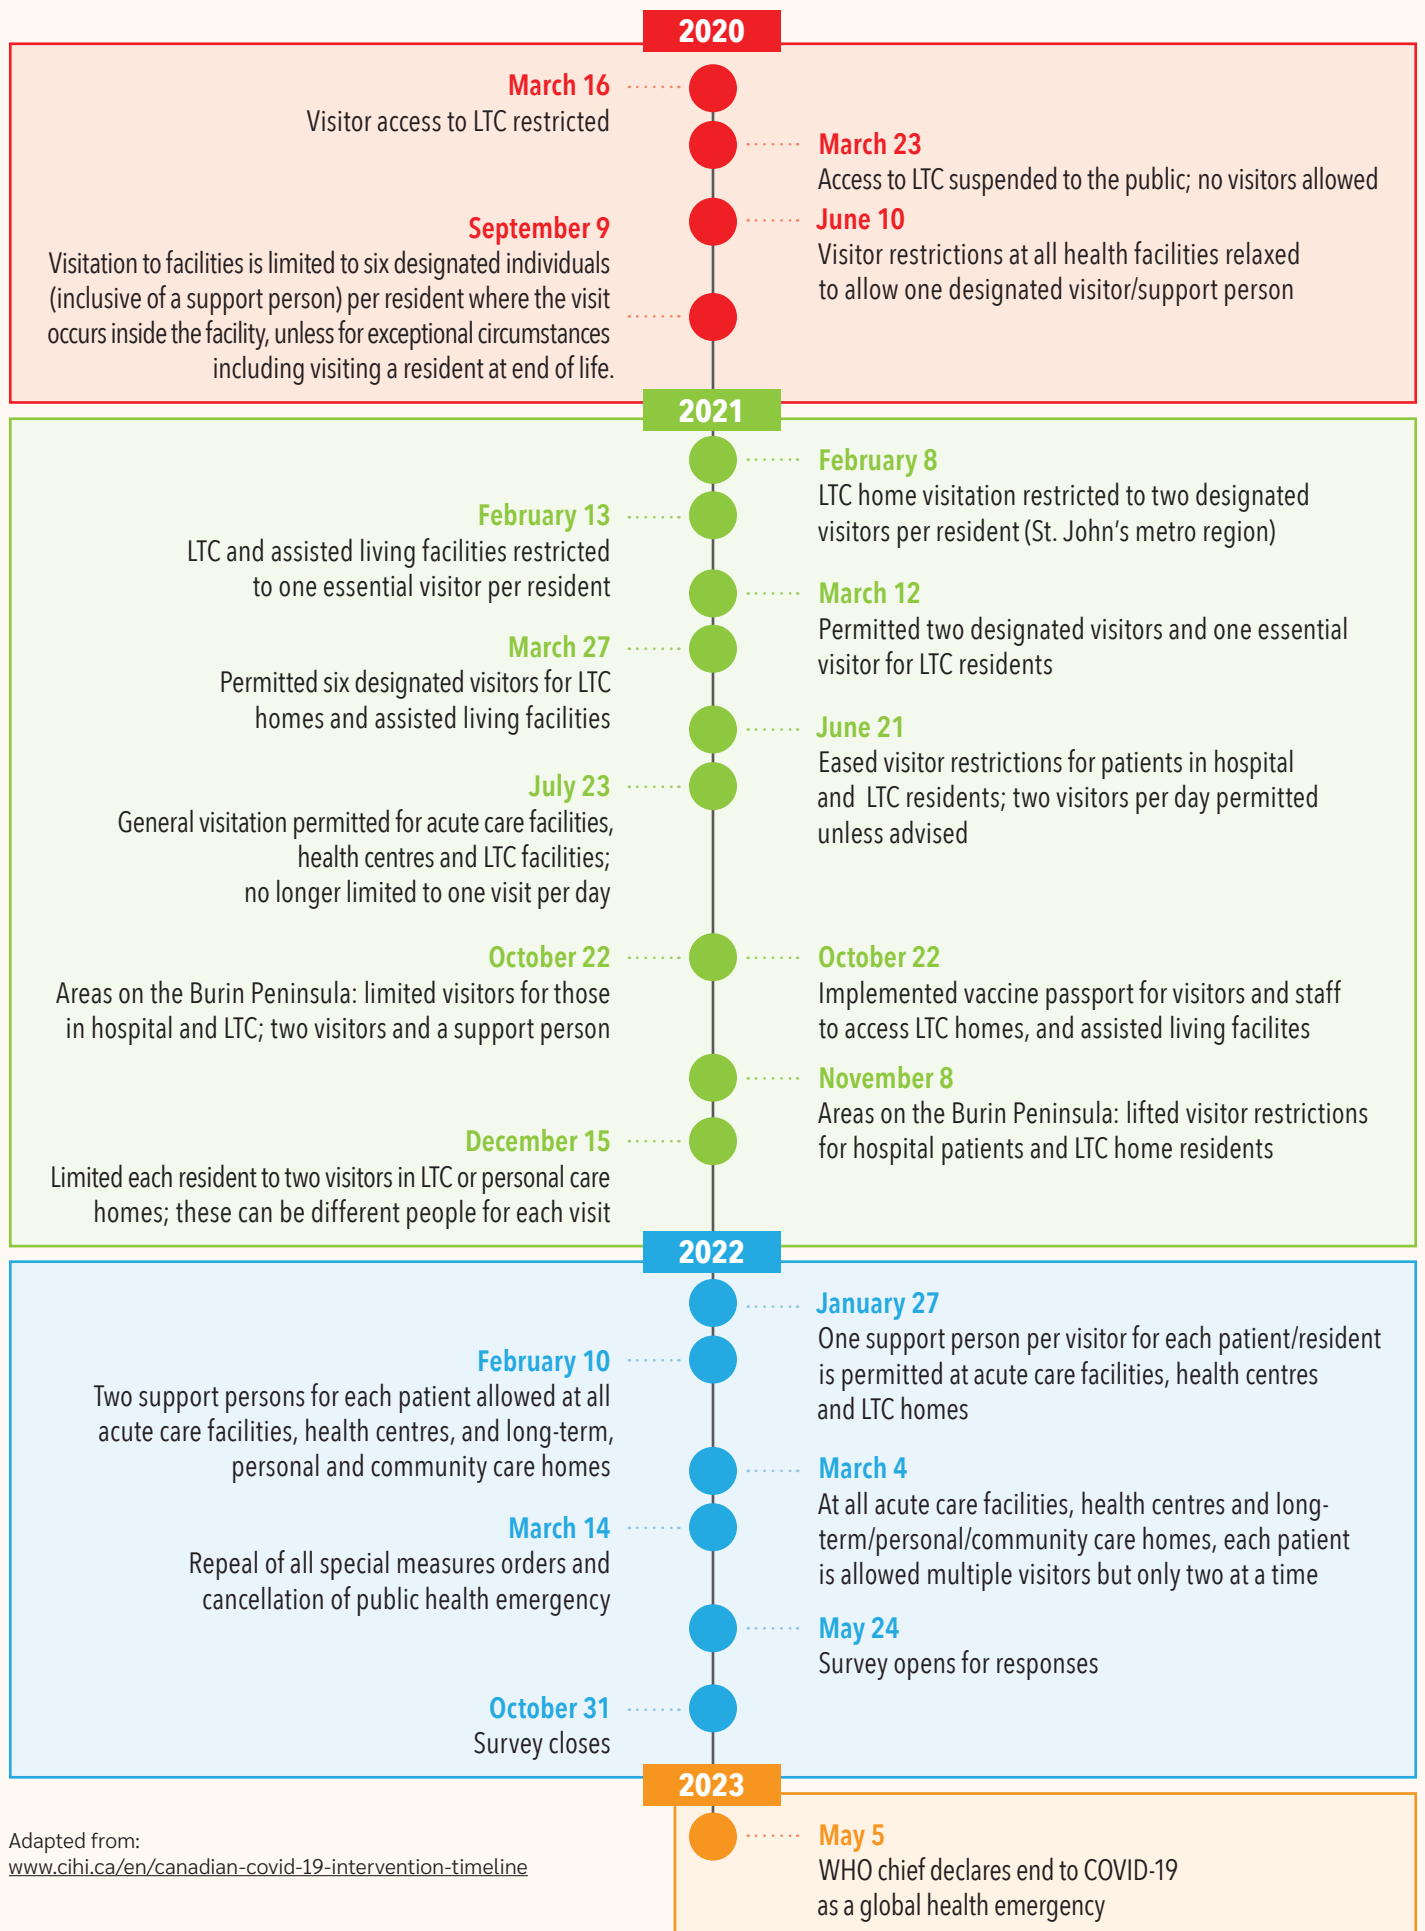 2020
March 16
Visitor access to LTC restricted
March 23
Access to LTC suspended to the public; no visitors allowed
June 10
Visitor restrictions at all health facilities relaxed
to allow one designated visitor/support person
September 9
Visitation to facilities is limited to six designated individuals
(inclusive of a support person) per resident where the visit
occurs inside the facility, unless for exceptional circumstances
including visiting a resident at end of life.
2021
February 8
LTC home visitation restricted to two designated
visitors per resident (St. John's metro region)
February 13
LTC and assisted living facilities restricted
to one essential visitor per resident
March 12
Permitted two designated visitors and one essential
visitor for LTC residents
March 27
Permitted six designated visitors for LTC
homes and assisted living facilities
June 21
Eased visitor restrictions for patients in hospital
and LTC residents; two visitors per day permitted
unless advised
July 23
General visitation permitted for acute care facilities,
health centres and LTC facilities;
no longer limited to one visit per day
October 22
Areas on the Burin Peninsula: limited visitors for those
in hospital and LTC; two visitors and a support person
October 22
Implemented vaccine passport for visitors and staff
to access LTC homes, and assisted living facilites
November 8
Areas on the Burin Peninsula: lifted visitor restrictions
for hospital patients and LTC home residents
December 15
Limited each resident to two visitors in LTC or personal care
homes; these can be different people for each visit
2022
January 27
One support person per visitor for each patient/resident
is permitted at acute care facilities, health centres
and LTC homes
February 10
Two support persons for each patient allowed at all
acute care facilities, health centres, and long-term,
personal and community care homes
March 4
At all acute care facilities, health centres and long-
term/personal/community care homes, each patient
is allowed multiple visitors but only two at a time
March 14
Repeal of all special measures orders and
cancellation of public health emergency
May 24
Survey opens for responses
October 31
Survey closes
2023
May 5
WHO chief declares end to COVID-19
as a global health emergency
Adapted from:
www.cihi.ca/en/canadian-covid-19-intervention-timeline